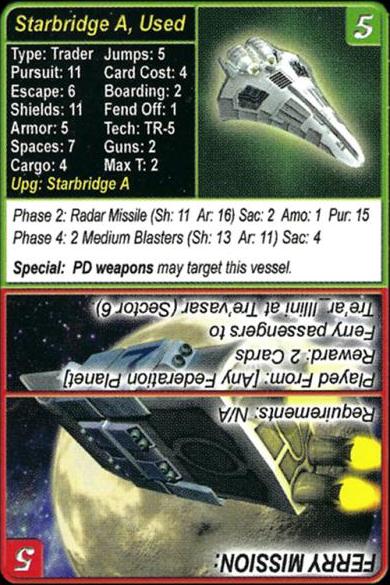 Starbridge A, Used
5
Type: Trader Jumps: 5
Pursuit: 11 Card Cost: 4
Escape: 6 Boarding: 2
Shields: 11 Fend Off: 1
Armor: 5 Tech: TR-5
Spaces: 7 Guns: 2
Cargo: 4 Max T: 2
Upg: Starbridge A
Phase 2: Radar Missile (Sh: 11 Ar: 16) Sac: 2 Amo: 1 Pur: 15
Phase 4: 2 Medium Blasters (Sh: 13 Ar: 11) Sac: 4
Special: PD weapons may target this vessel.
FERRY MISSION:
5
Requirements: N/A
Played From: [Any Federation Planet]
Reward: 2 Cards
Ferry passengers to
Tre'ar_Illini at Tre'vasar (Sector 6)